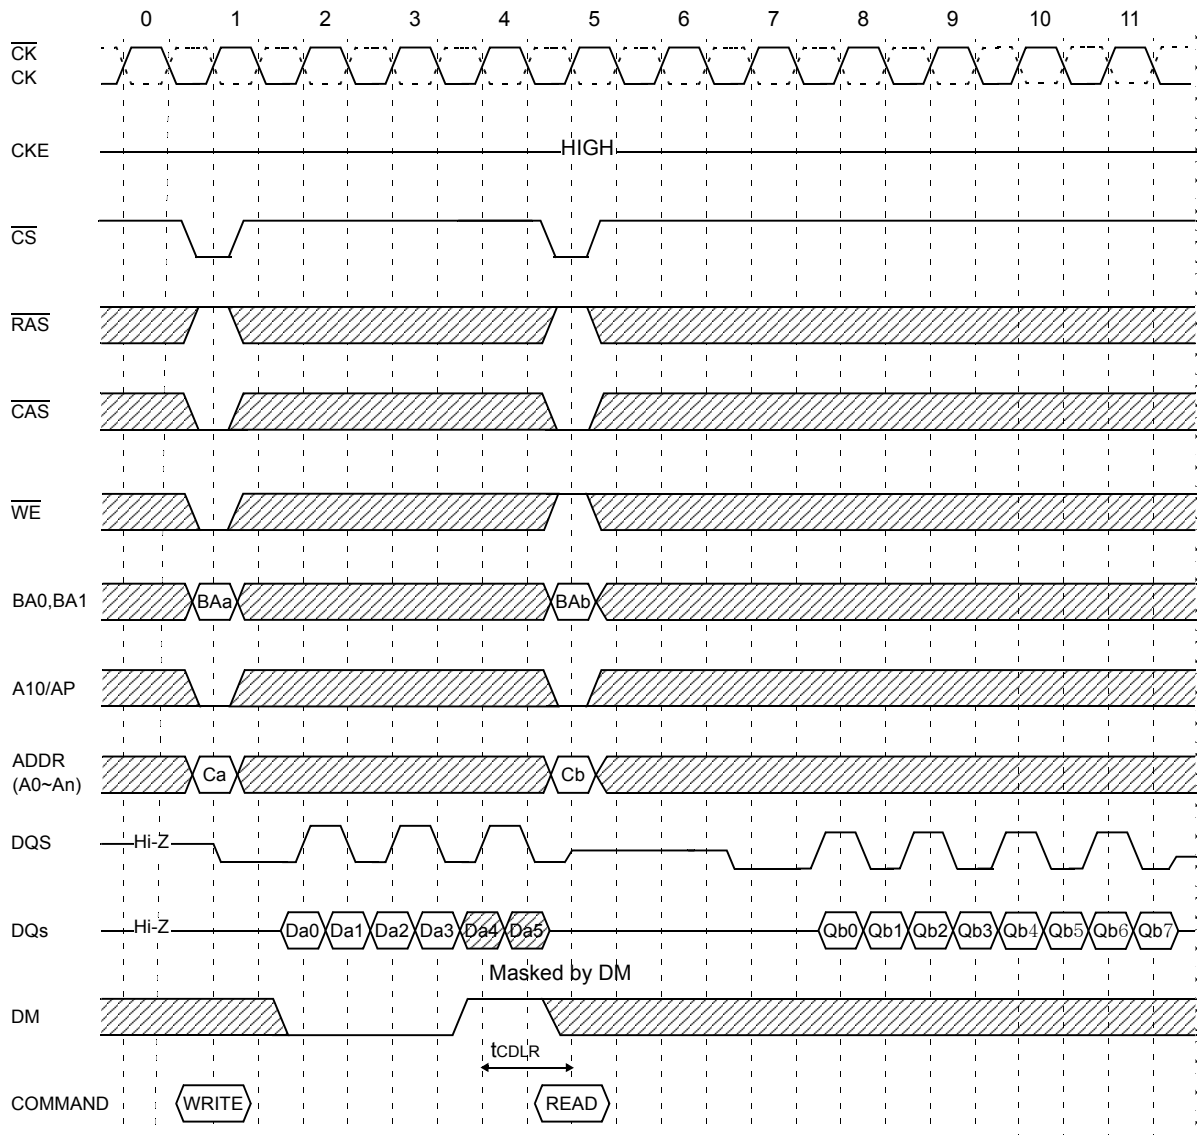 0 1 2 3 4 5 6 7 8 9 10 11
CK
CK
CKE HIGH
CS
RAS
CAS
WE
BA0,BA1 BAa BAb
A10/AP
ADDR
(A0~An) Ca Cb
DQS Hi-Z
DQs Hi-Z Da0 Da1 Da2 Da3 Da4 Da5 Qb0 Qb1 Qb2 Qb3 Qb4 Qb5 Qb6 Qb7
Masked by DM
DM
tCDLR
COMMAND WRITE READ